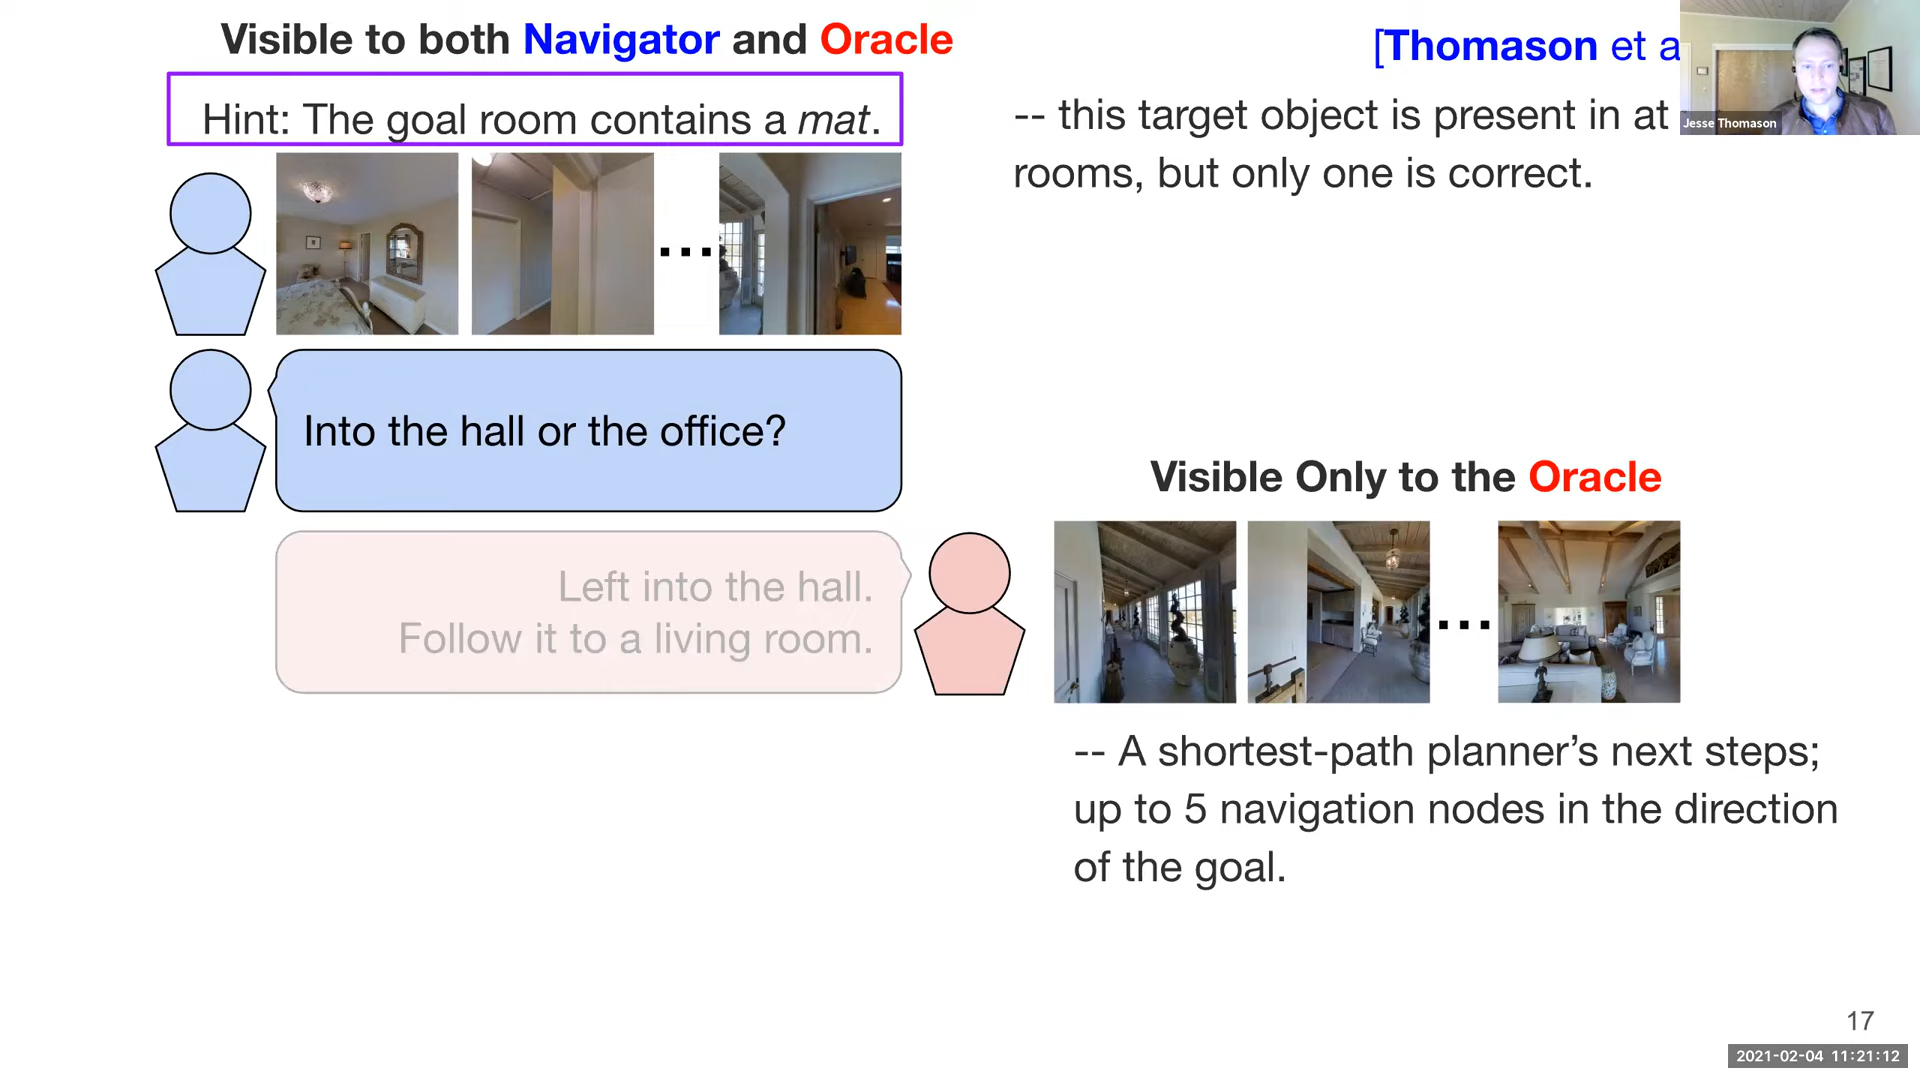 Visible to both Navigator and Oracle
[Thomason et a
Hint: The goal room contains a mat.
-- this target object is present in at
rooms, but only one is correct.
Jesse Thomason
...
Into the hall or the office?
Visible Only to the Oracle
Left into the hall.
Follow it to a living room.
...
-- A shortest-path planner’s next steps;
up to 5 navigation nodes in the direction
of the goal.
17
2021-02-04 11:21:12